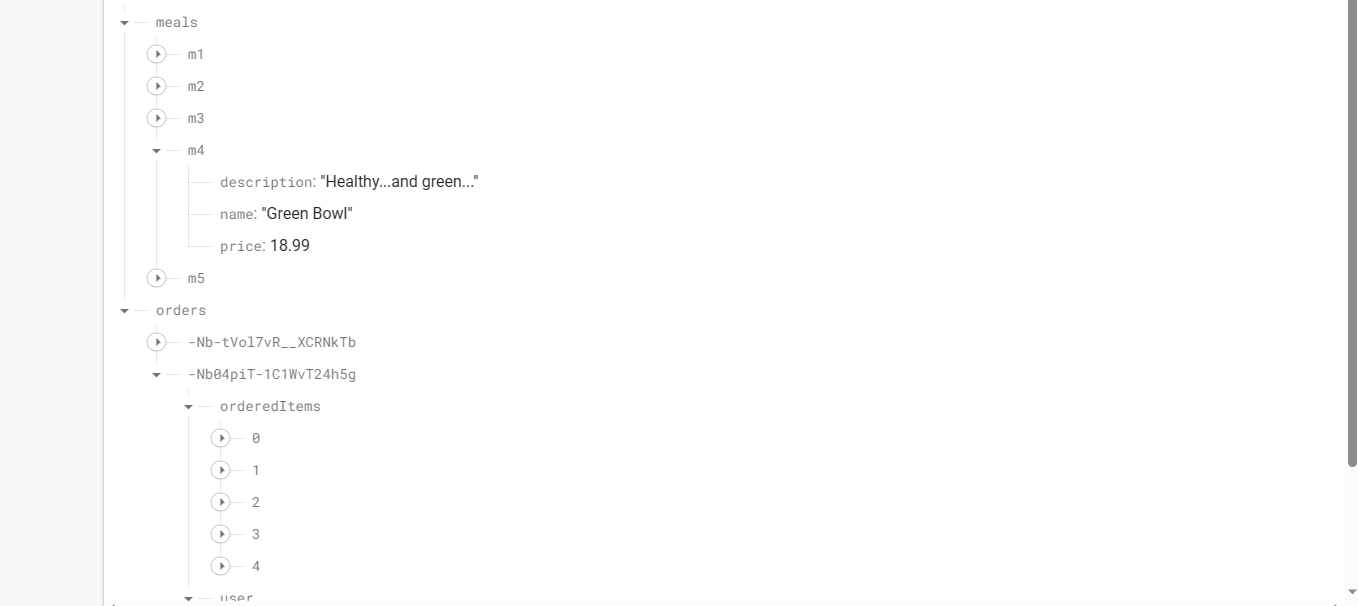 meals
m1
m2
m3
m4
description: "Healthy...and green..."
name: "Green Bowl"
price: 18.99
m5
orders
-Nb-tVol7vR__XCRNkTb
-Nb04piT-1C1WvT24h5g
orderedItems
0
1
2
3
4
user